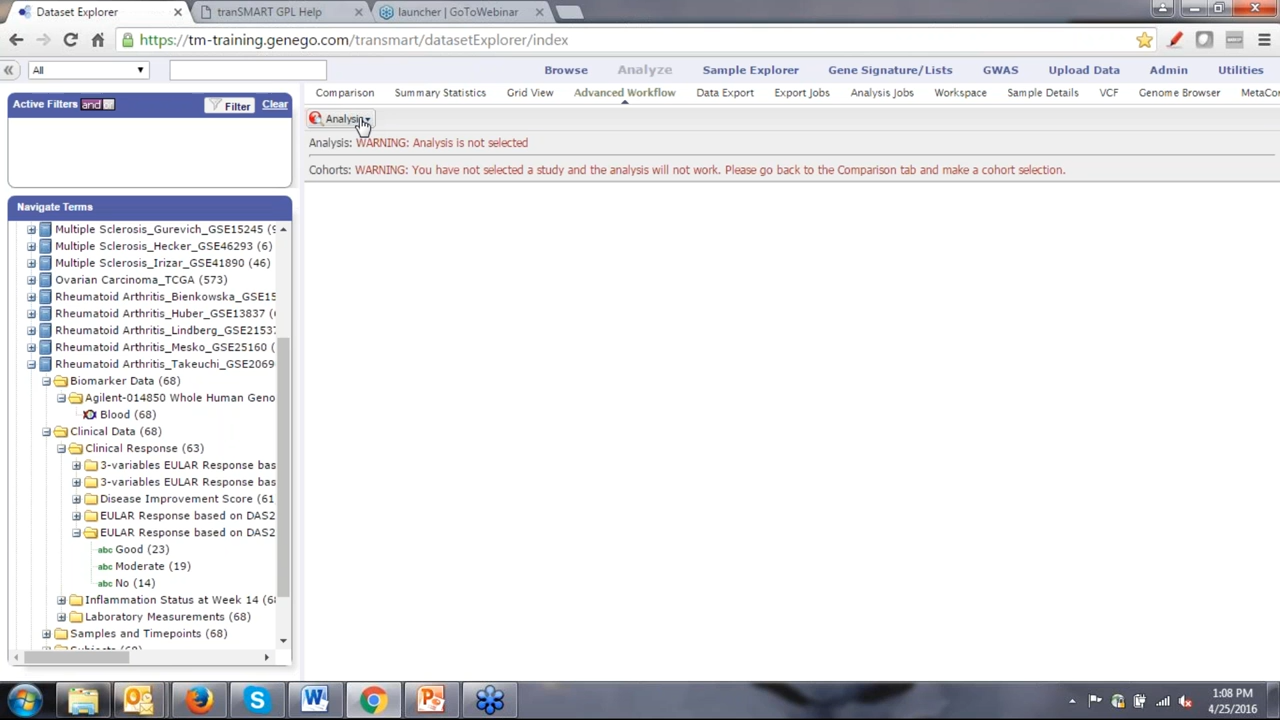 Dataset Explorer
tranSMART GPL Help
launcher | GoToWebinar
https://tm-training.genego.com/transmart/datasetExplorer/index
All
Browse Analyze Sample Explorer Gene Signature/Lists GWAS Upload Data Admin Utilities
Active Filters and Filter Clear
Comparison Summary Statistics Grid View Advanced Workflow Data Export Export Jobs Analysis Jobs Workspace Sample Details VCF Genome Browser MetaCor
Analysis
Analysis: WARNING: Analysis is not selected
Cohorts: WARNING: You have not selected a study and the analysis will not work. Please go back to the Comparison tab and make a cohort selection.
Navigate Terms
Multiple Sclerosis_Gurevich_GSE15245 (9
Multiple Sclerosis_Hecker_GSE46293 (6)
Multiple Sclerosis_Irizar_GSE41890 (46)
Ovarian Carcinoma_TCGA (573)
Rheumatoid Arthritis_Bienkowska_GSE15
Rheumatoid Arthritis_Huber_GSE13837 (
Rheumatoid Arthritis_Lindberg_GSE21537
Rheumatoid Arthritis_Mesko_GSE25160 (
Rheumatoid Arthritis_Takeuchi_GSE2069
Biomarker Data (68)
Agilent-014850 Whole Human Geno
Blood (68)
Clinical Data (68)
Clinical Response (63)
3-variables EULAR Response bas
3-variables EULAR Response bas
Disease Improvement Score (61
EULAR Response based on DAS2
EULAR Response based on DAS2
abc Good (23)
abc Moderate (19)
abc No (14)
Inflammation Status at Week 14 (6
Laboratory Measurements (68)
Samples and Timepoints (68)
1:08 PM
4/25/2016